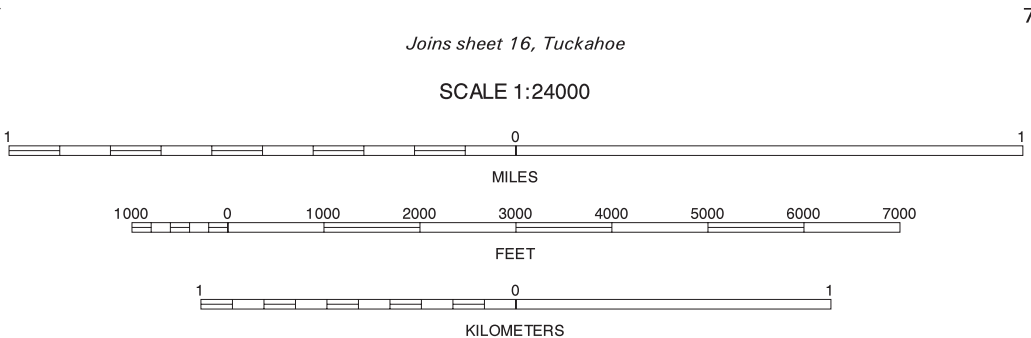 7
Joins sheet 16, Tuckahoe
SCALE 1:24000
1 0 1
MILES
1000 0 1000 2000 3000 4000 5000 6000 7000
FEET
1 0 1
KILOMETERS